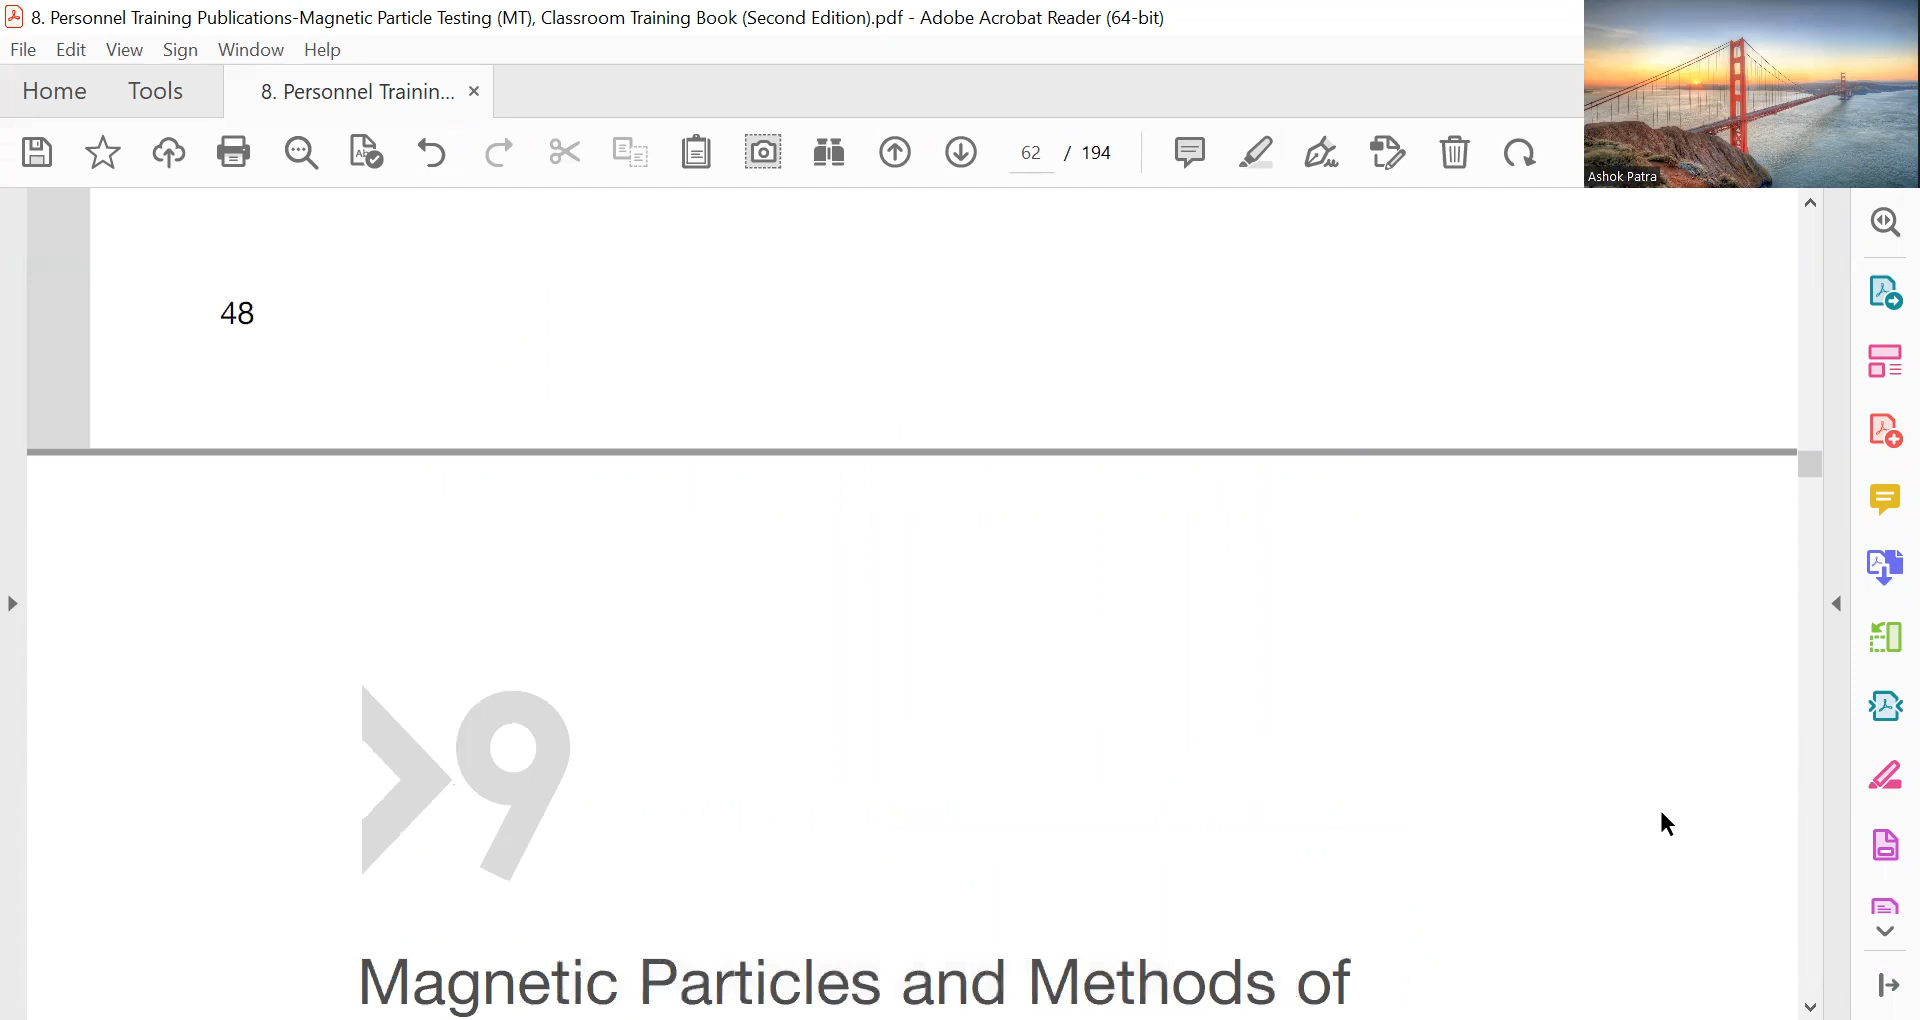 8. Personnel Training Publications-Magnetic Particle Testing (MT), Classroom Training Book (Second Edition).pdf - Adobe Acrobat Reader (64-bit)
File Edit View Sign Window Help
Home Tools 8. Personnel Trainin... ×
62 / 194
Ashok Patra
48
9
Magnetic Particles and Methods of